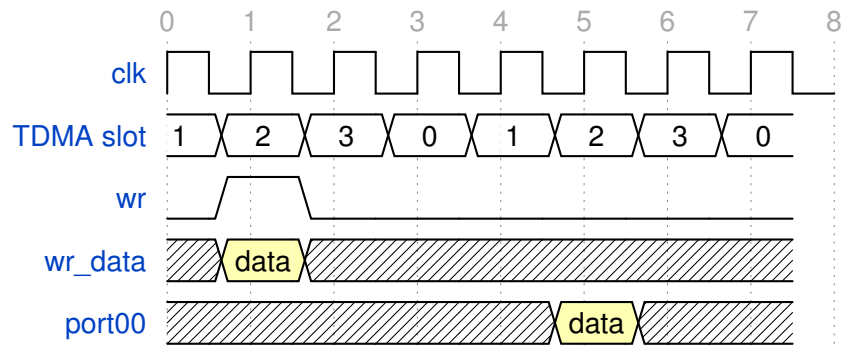 0 1 2 3 4 5 6 7 8
clk
TDMA slot 1 2 3 0 1 2 3 0
wr
wr_data data
port00 data